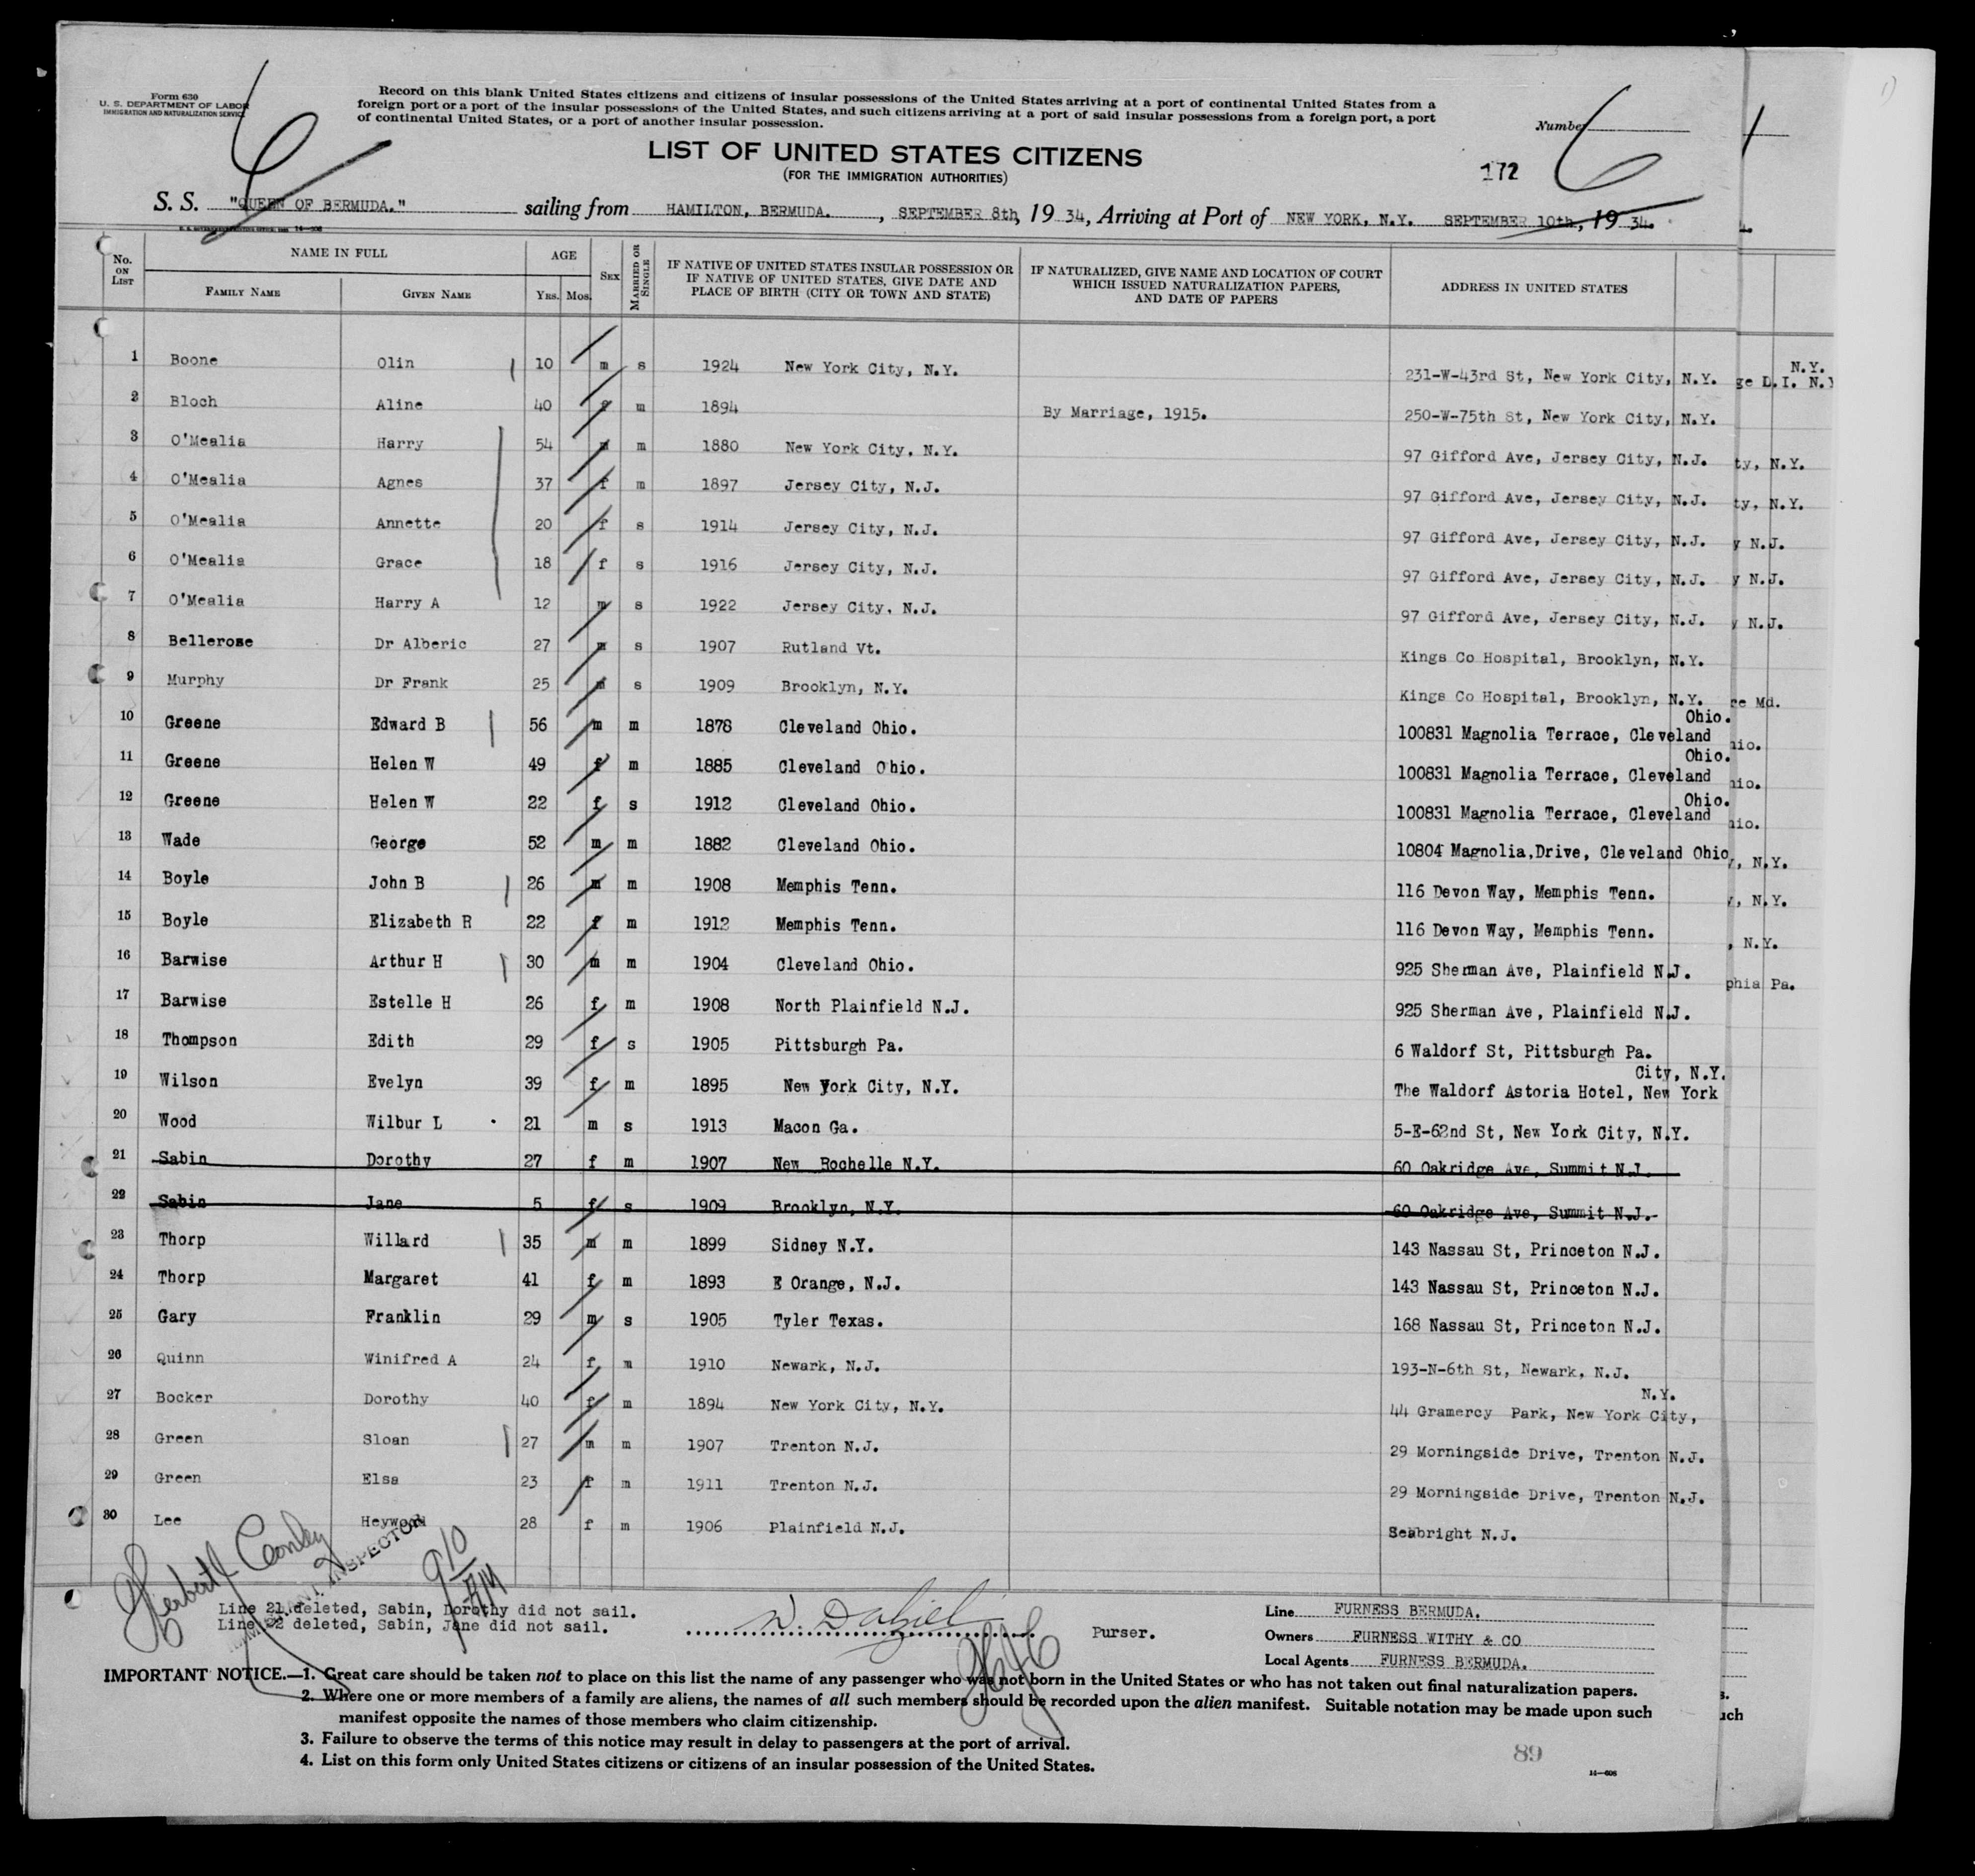 Form 630
U. S. DEPARTMENT OF LABOR
IMMIGRATION AND NATURALIZATION SERVICE
Record on this blank United States citizens and citizens of insular possessions of the United States arriving at a port of continental United States from a
foreign port or a port of the insular possessions of the United States, and such citizens arriving at a port of said insular possessions from a foreign port, a port
of continental United States, or a port of another insular possession.
Number
6
6
LIST OF UNITED STATES CITIZENS
(FOR THE IMMIGRATION AUTHORITIES)
172
S. S. "QUEEN OF BERMUDA." sailing from HAMILTON, BERMUDA. , SEPTEMBER 8th, 19 34, Arriving at Port of NEW YORK, N.Y. SEPTEMBER 10th, 19 34.
No. ON LIST
NAME IN FULL
FAMILY NAME
GIVEN NAME
AGE
YRS. MOS.
SEX
MARRIED OR SINGLE
IF NATIVE OF UNITED STATES INSULAR POSSESSION OR
IF NATIVE OF UNITED STATES, GIVE DATE AND
PLACE OF BIRTH (CITY OR TOWN AND STATE)
IF NATURALIZED, GIVE NAME AND LOCATION OF COURT
WHICH ISSUED NATURALIZATION PAPERS,
AND DATE OF PAPERS
ADDRESS IN UNITED STATES
1 Boone Olin 10 m s 1924 New York City, N.Y. 231-W-43rd St, New York City, N.Y.
2 Bloch Aline 40 f m 1894 By Marriage, 1915. 250-W-75th St, New York City, N.Y.
3 O'Mealia Harry 54 m m 1880 New York City, N.Y. 97 Gifford Ave, Jersey City, N.J.
4 O'Mealia Agnes 37 f m 1897 Jersey City, N.J. 97 Gifford Ave, Jersey City, N.J.
5 O'Mealia Annette 20 f s 1914 Jersey City, N.J. 97 Gifford Ave, Jersey City, N.J.
6 O'Mealia Grace 18 f s 1916 Jersey City, N.J. 97 Gifford Ave, Jersey City, N.J.
7 O'Mealia Harry A 12 m s 1922 Jersey City, N.J. 97 Gifford Ave, Jersey City, N.J.
8 Bellerose Dr Alberic 27 m s 1907 Rutland Vt. Kings Co Hospital, Brooklyn, N.Y.
9 Murphy Dr Frank 25 m s 1909 Brooklyn, N.Y. Kings Co Hospital, Brooklyn, N.Y.
10 Greene Edward B 56 m m 1878 Cleveland Ohio. 100831 Magnolia Terrace, Cleveland Ohio.
11 Greene Helen W 49 f m 1885 Cleveland Ohio. 100831 Magnolia Terrace, Cleveland Ohio.
12 Greene Helen W 22 f s 1912 Cleveland Ohio. 100831 Magnolia Terrace, Cleveland Ohio.
13 Wade George 52 m m 1882 Cleveland Ohio. 10804 Magnolia,Drive, Cleveland Ohio
14 Boyle John B 26 m m 1908 Memphis Tenn. 116 Devon Way, Memphis Tenn.
15 Boyle Elizabeth R 22 f m 1912 Memphis Tenn. 116 Devon Way, Memphis Tenn.
16 Barwise Arthur H 30 m m 1904 Cleveland Ohio. 925 Sherman Ave, Plainfield N.J.
17 Barwise Estelle H 26 f m 1908 North Plainfield N.J. 925 Sherman Ave, Plainfield N.J.
18 Thompson Edith 29 f s 1905 Pittsburgh Pa. 6 Waldorf St, Pittsburgh Pa.
19 Wilson Evelyn 39 f m 1895 New York City, N.Y. The Waldorf Astoria Hotel, New York City, N.Y.
20 Wood Wilbur L 21 m s 1913 Macon Ga. 5-E-62nd St, New York City, N.Y.
21 Sabin Dorothy 27 f m 1907 New Rochelle N.Y. 60 Oakridge Ave, Summit N.J.
22 Sabin Jane 5 f s 1909 Brooklyn, N.Y. 60 Oakridge Ave, Summit N.J.
23 Thorp Willard 35 m m 1899 Sidney N.Y. 143 Nassau St, Princeton N.J.
24 Thorp Margaret 41 f m 1893 E Orange, N.J. 143 Nassau St, Princeton N.J.
25 Gary Franklin 29 m s 1905 Tyler Texas. 168 Nassau St, Princeton N.J.
26 Quinn Winifred A 24 f m 1910 Newark, N.J. 193-N-6th St, Newark, N.J.
27 Bocker Dorothy 40 f m 1894 New York City, N.Y. 44 Gramercy Park, New York City, N.Y.
28 Green Sloan 27 m m 1907 Trenton N.J. 29 Morningside Drive, Trenton N.J.
29 Green Elsa 23 f m 1911 Trenton N.J. 29 Morningside Drive, Trenton N.J.
30 Lee Heywood 28 f m 1906 Plainfield N.J. Seabright N.J.
Herbert J Conley
INSPECTOR
9/10
Line 21.deleted, Sabin, Dorothy did not sail.
Line 22 deleted, Sabin, Jane did not sail.
Purser.
Line FURNESS BERMUDA.
Owners FURNESS WITHY & CO
Local Agents FURNESS BERMUDA.
IMPORTANT NOTICE.—1. Great care should be taken not to place on this list the name of any passenger who was not born in the United States or who has not taken out final naturalization papers.
2. Where one or more members of a family are aliens, the names of all such members should be recorded upon the alien manifest. Suitable notation may be made upon such
manifest opposite the names of those members who claim citizenship.
3. Failure to observe the terms of this notice may result in delay to passengers at the port of arrival.
4. List on this form only United States citizens or citizens of an insular possession of the United States.
89
14—608